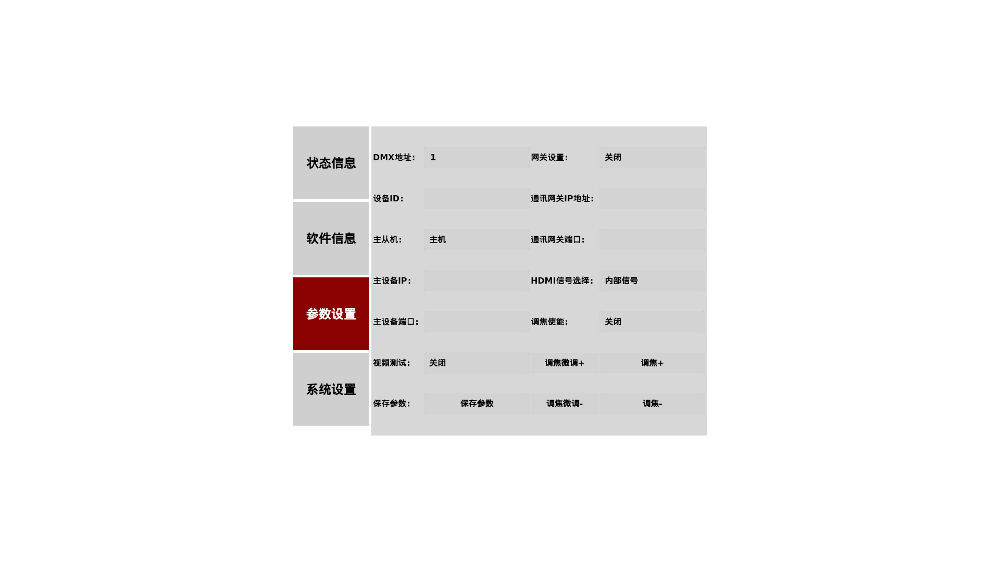 状态信息
软件信息
参数设置
系统设置
DMX地址: 1 网关设置: 关闭
设备ID: 通讯网关IP地址:
主从机: 主机 通讯网关端口:
主设备IP: HDMI信号选择: 内部信号
主设备端口: 调焦使能: 关闭
视频测试: 关闭 调焦微调+ 调焦+
保存参数: 保存参数 调焦微调- 调焦-